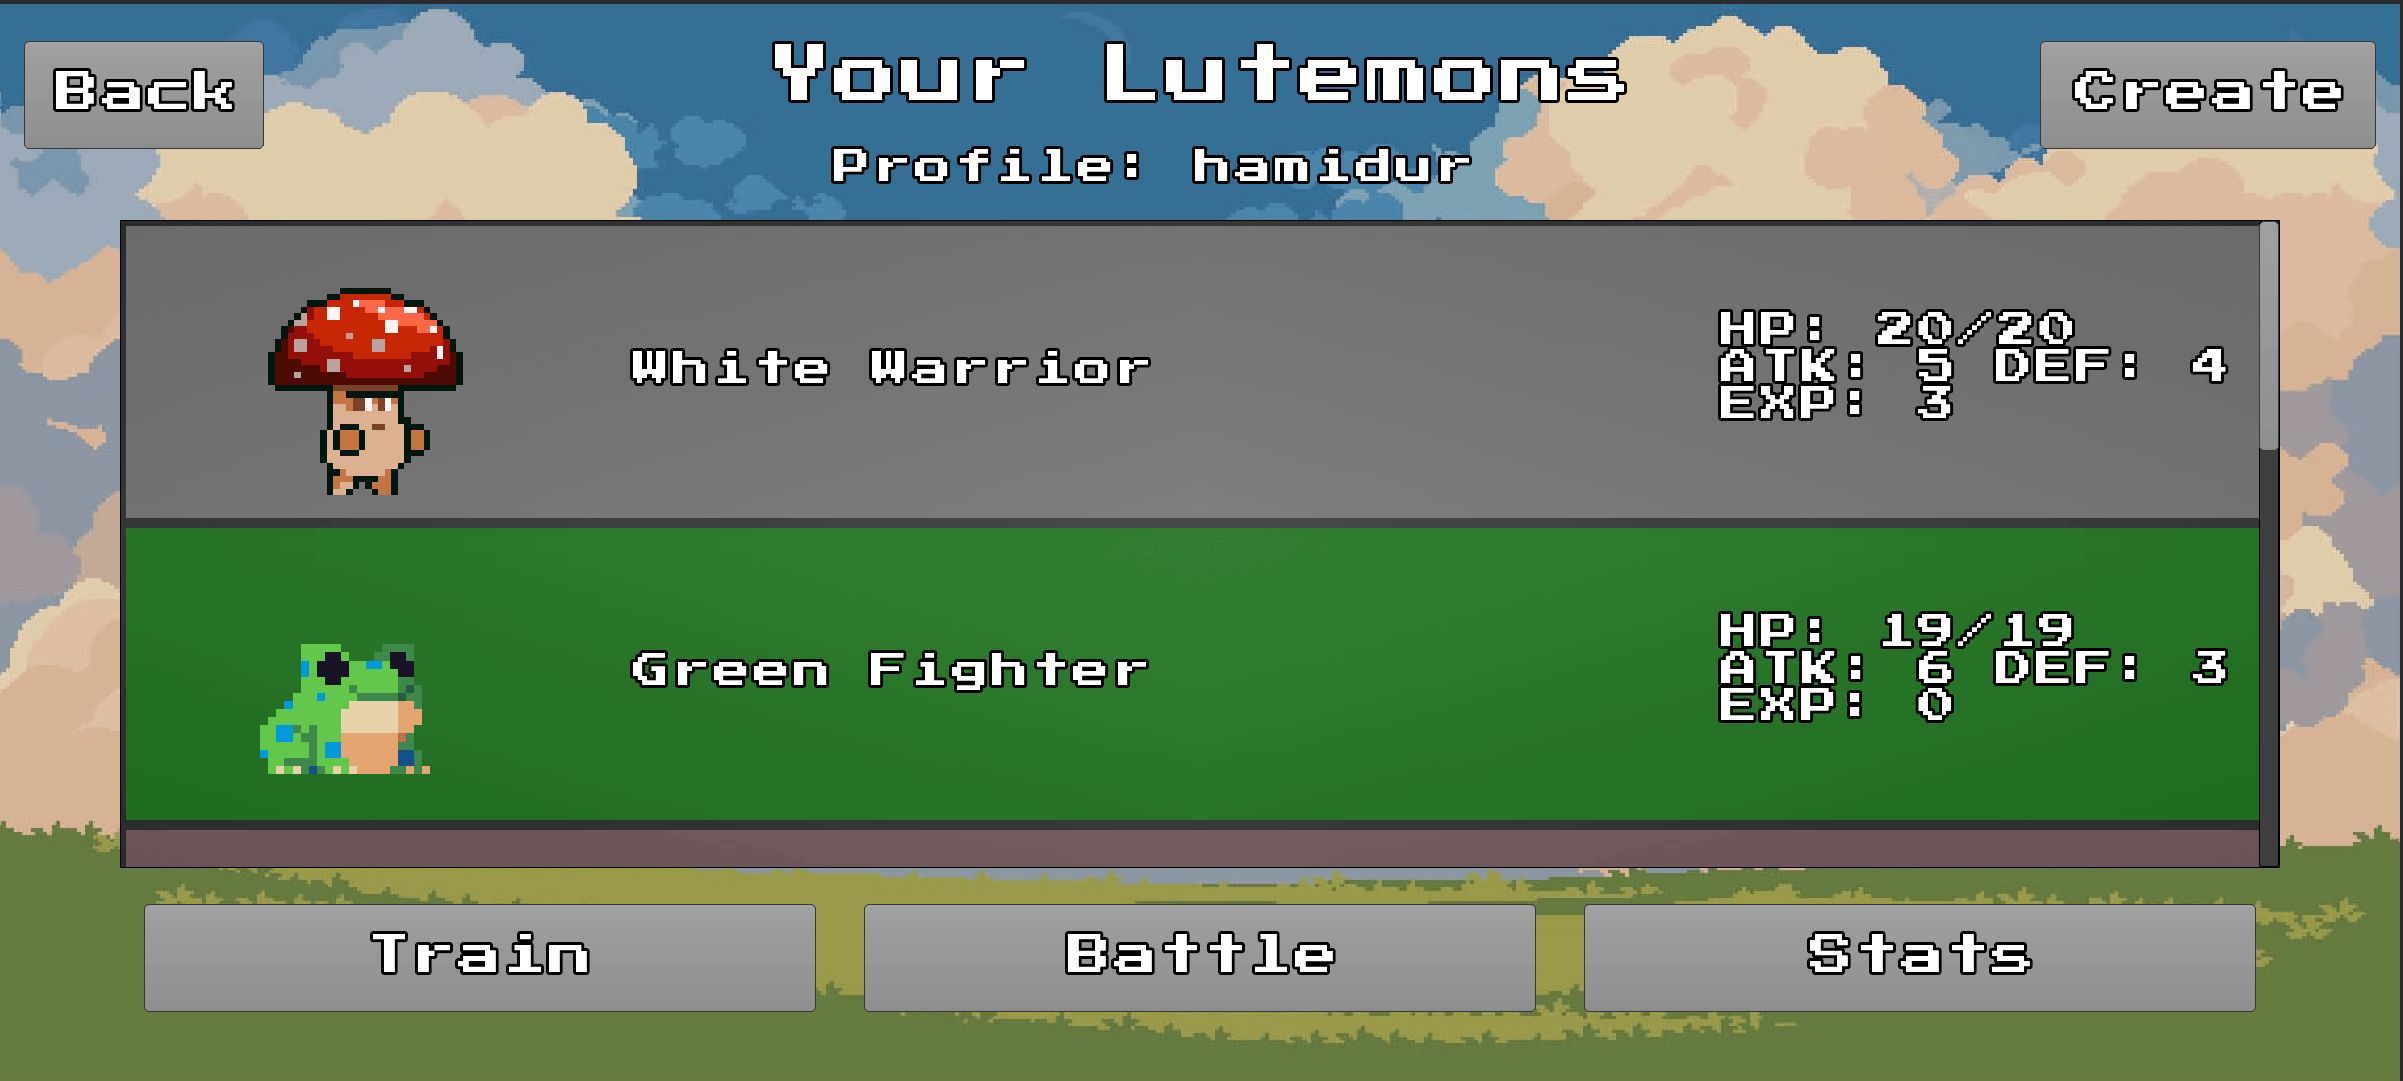 Back
Your Lutemons
Create
Profile: hamidur
White Warrior
HP: 20/20
ATK: 5 DEF: 4
EXP: 3
Green Fighter
HP: 19/19
ATK: 6 DEF: 3
EXP: 0
Train
Battle
Stats